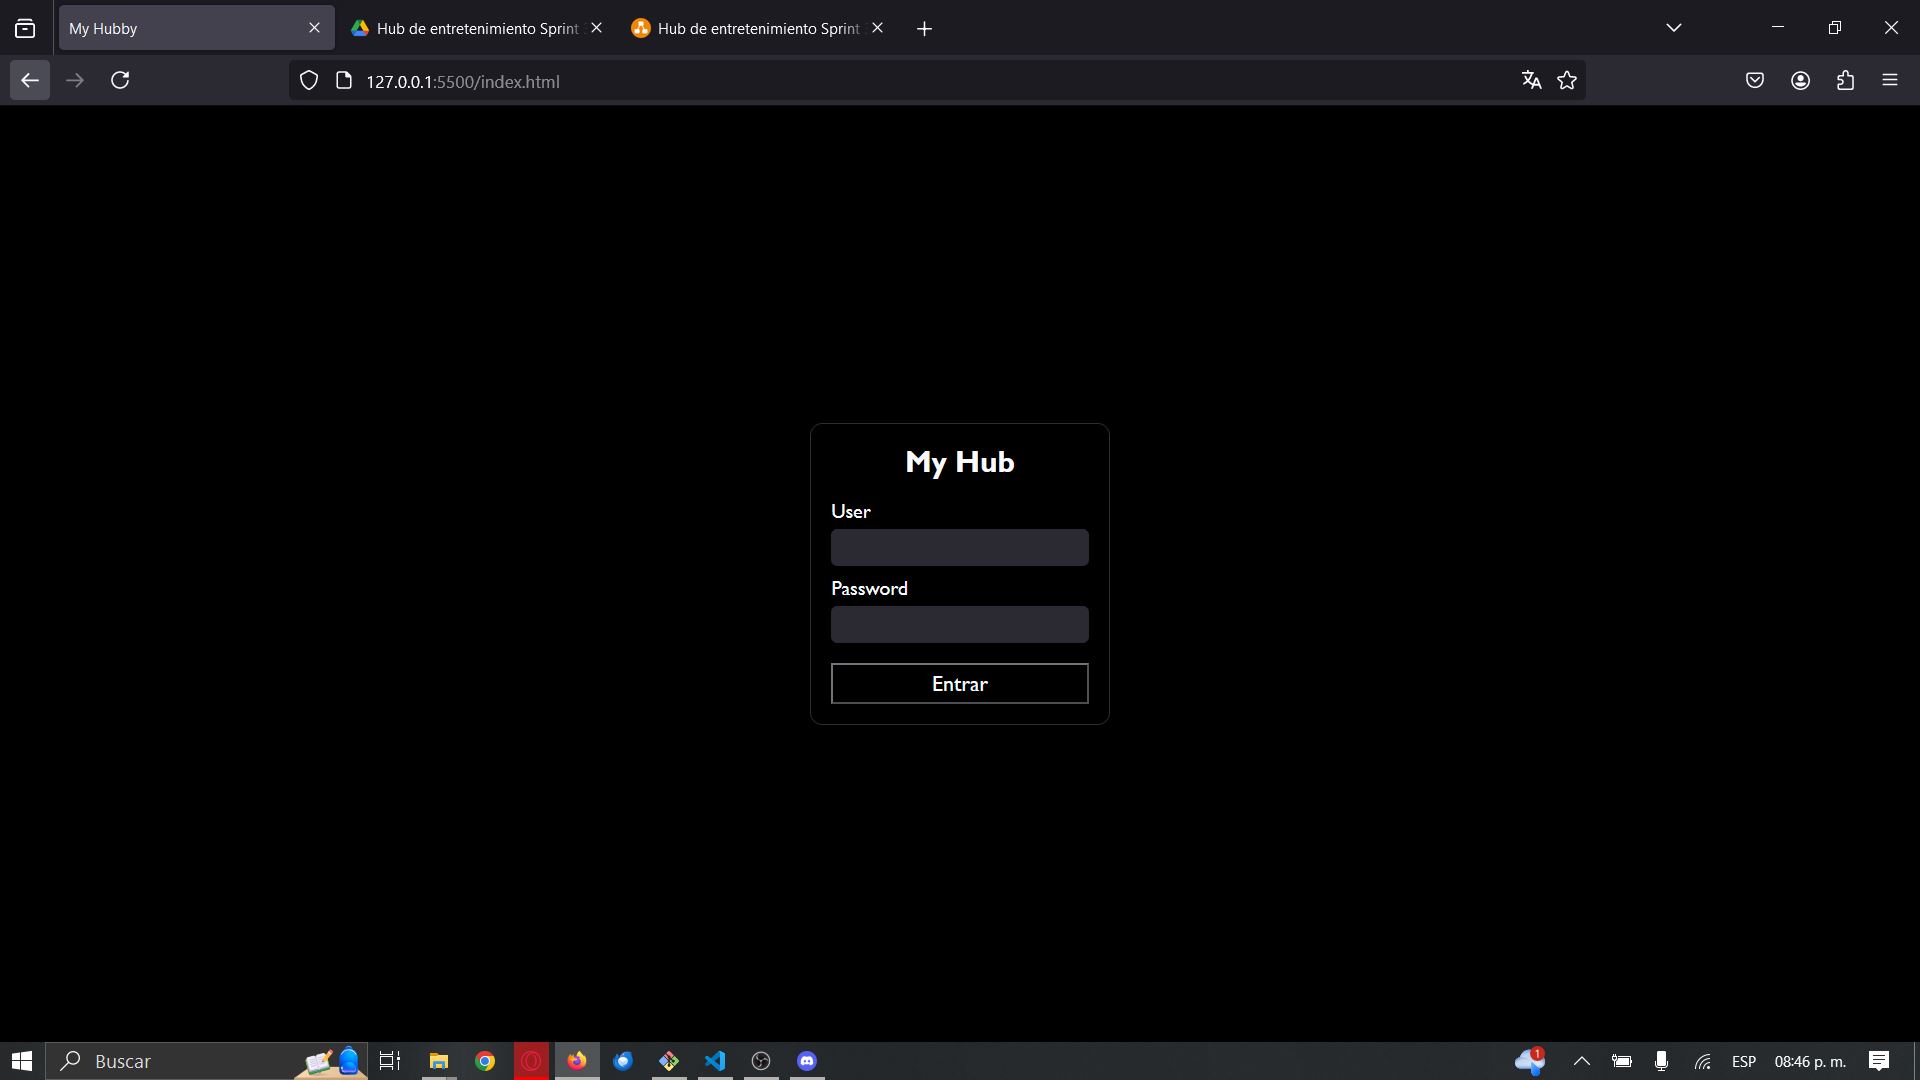 My Hubby
Hub de entretenimiento Sprint
Hub de entretenimiento Sprint
127.0.0.1:5500/index.html
My Hub
User
Password
Entrar
Buscar
1
ESP
08:46 p. m.